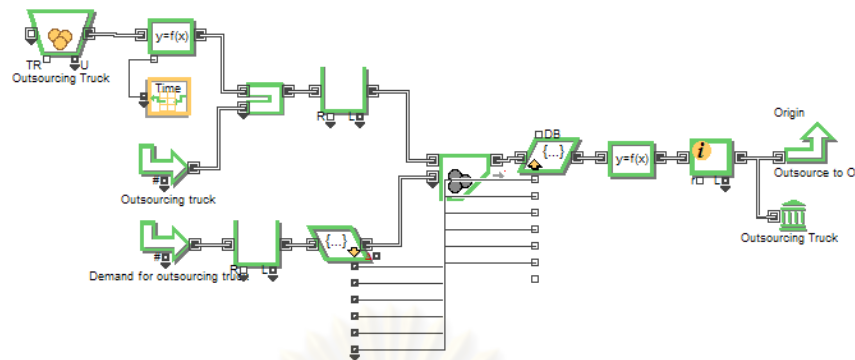 TR
U
Outsourcing Truck
y=f(x)
Time
R
L
#
Outsourcing truck
#
Demand for outsourcing truck
R
L
{...}
DB
{...}
y=f(x)
i
r
L
Origin
Outsource to O
Outsourcing Truck